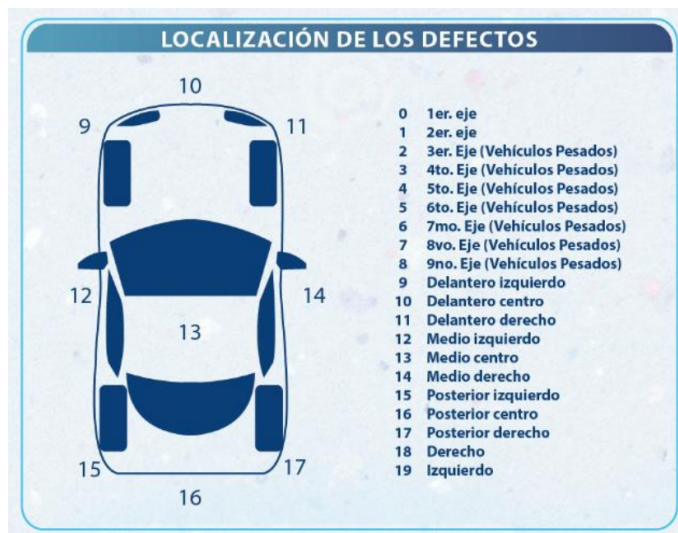 LOCALIZACIÓN DE LOS DEFECTOS
10
9
11
12
14
13
15
17
16
0 1er. eje
1 2er. eje
2 3er. Eje (Vehículos Pesados)
3 4to. Eje (Vehículos Pesados)
4 5to. Eje (Vehículos Pesados)
5 6to. Eje (Vehículos Pesados)
6 7mo. Eje (Vehículos Pesados)
7 8vo. Eje (Vehículos Pesados)
8 9no. Eje (Vehículos Pesados)
9 Delantero izquierdo
10 Delantero centro
11 Delantero derecho
12 Medio izquierdo
13 Medio centro
14 Medio derecho
15 Posterior izquierdo
16 Posterior centro
17 Posterior derecho
18 Derecho
19 Izquierdo